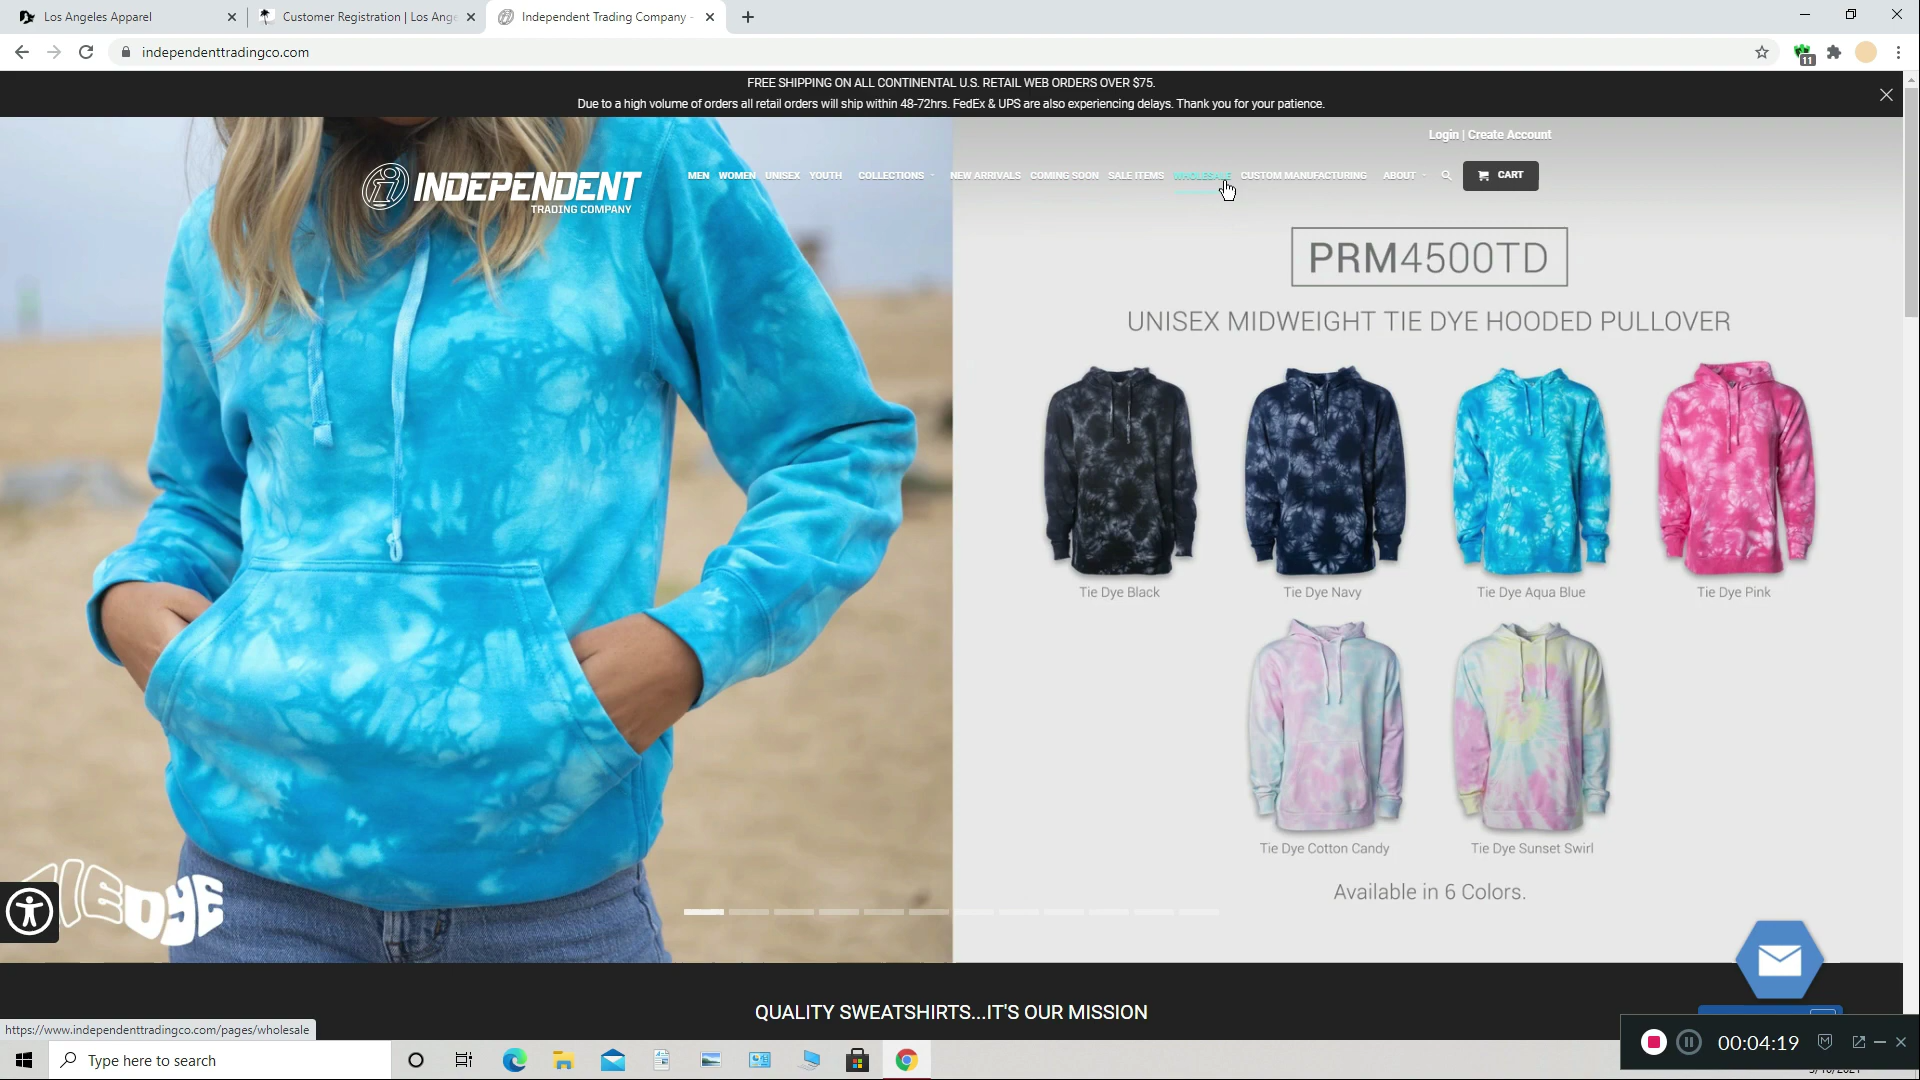 Los Angeles Apparel
Customer Registration | Los Ange
Independent Trading Company -
independenttradingco.com
11
FREE SHIPPING ON ALL CONTINENTAL U.S. RETAIL WEB ORDERS OVER $75.
Due to a high volume of orders all retail orders will ship within 48-72hrs. FedEx & UPS are also experiencing delays. Thank you for your patience.
Login | Create Account
INDEPENDENT
TRADING COMPANY
MEN WOMEN UNISEX YOUTH COLLECTIONS NEW ARRIVALS COMING SOON SALE ITEMS WHOLESALE CUSTOM MANUFACTURING ABOUT CART
PRM4500TD
UNISEX MIDWEIGHT TIE DYE HOODED PULLOVER
Tie Dye Black
Tie Dye Navy
Tie Dye Aqua Blue
Tie Dye Pink
Tie Dye Cotton Candy
Tie Dye Sunset Swirl
Available in 6 Colors.
TIE DYE
QUALITY SWEATSHIRTS...IT'S OUR MISSION
https://www.independenttradingco.com/pages/wholesale
Type here to search
00:04:19